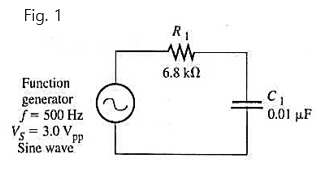 Fig. 1
R1
6.8 kΩ
Function
generator
f = 500 Hz
VS = 3.0 Vpp
Sine wave
C1
0.01 μF